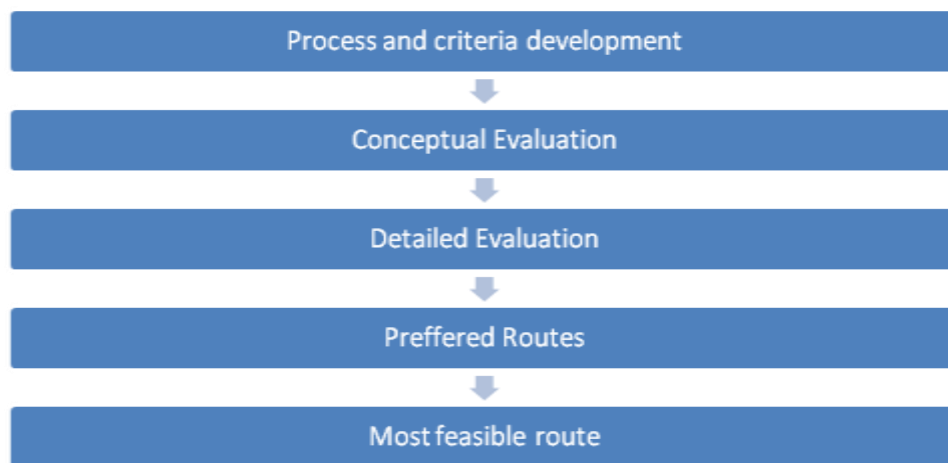 Process and criteria development
Conceptual Evaluation
Detailed Evaluation
Preffered Routes
Most feasible route